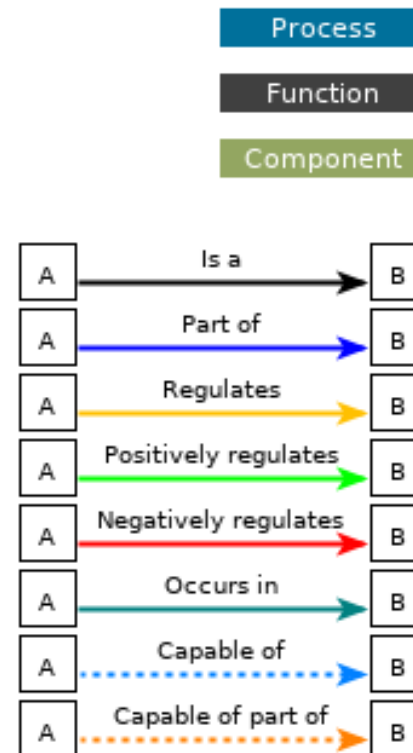 Process
Function
Component
Is a
A B
Part of
A B
Regulates
A B
Positively regulates
A B
Negatively regulates
A B
Occurs in
A B
Capable of
A B
Capable of part of
A B